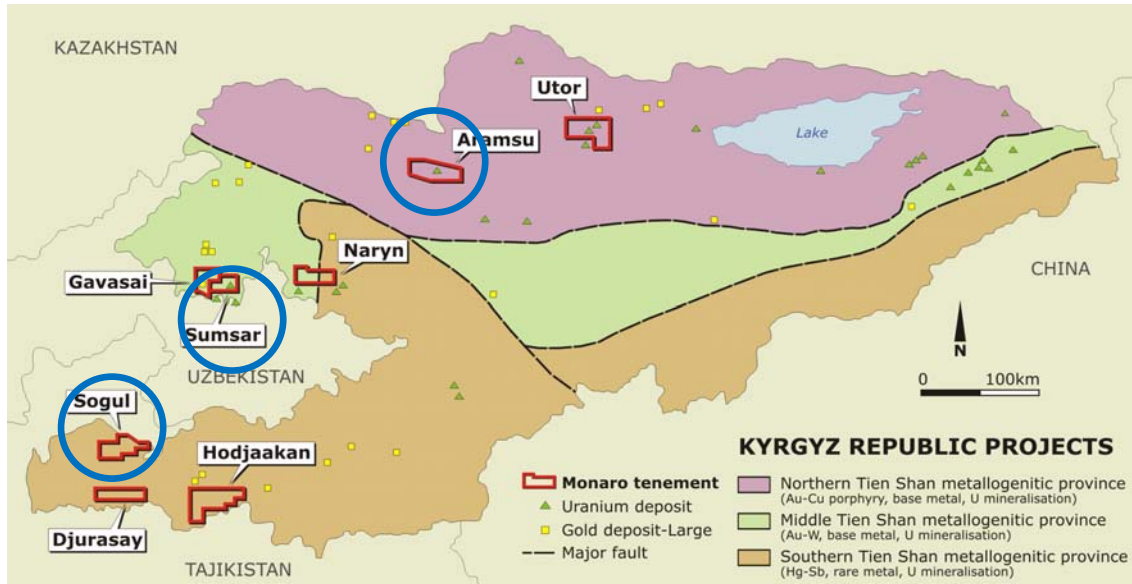 KAZAKHSTAN
Utor
Aramsu
Lake
Naryn
Gavasai
CHINA
Sumsar
N
UZBEKISTAN
0 100km
Sogul
KYRGYZ REPUBLIC PROJECTS
Hodjaakan
Monaro tenement
Northern Tien Shan metallogenitic province
(Au-Cu porphyry, base metal, U mineralisation)
Uranium deposit
Middle Tien Shan metallogenitic province
(Au-W, base metal, U mineralisation)
Gold deposit-Large
Djurasay
Major fault
Southern Tien Shan metallogenitic province
(Hg-Sb, rare metal, U mineralisation)
TAJIKISTAN